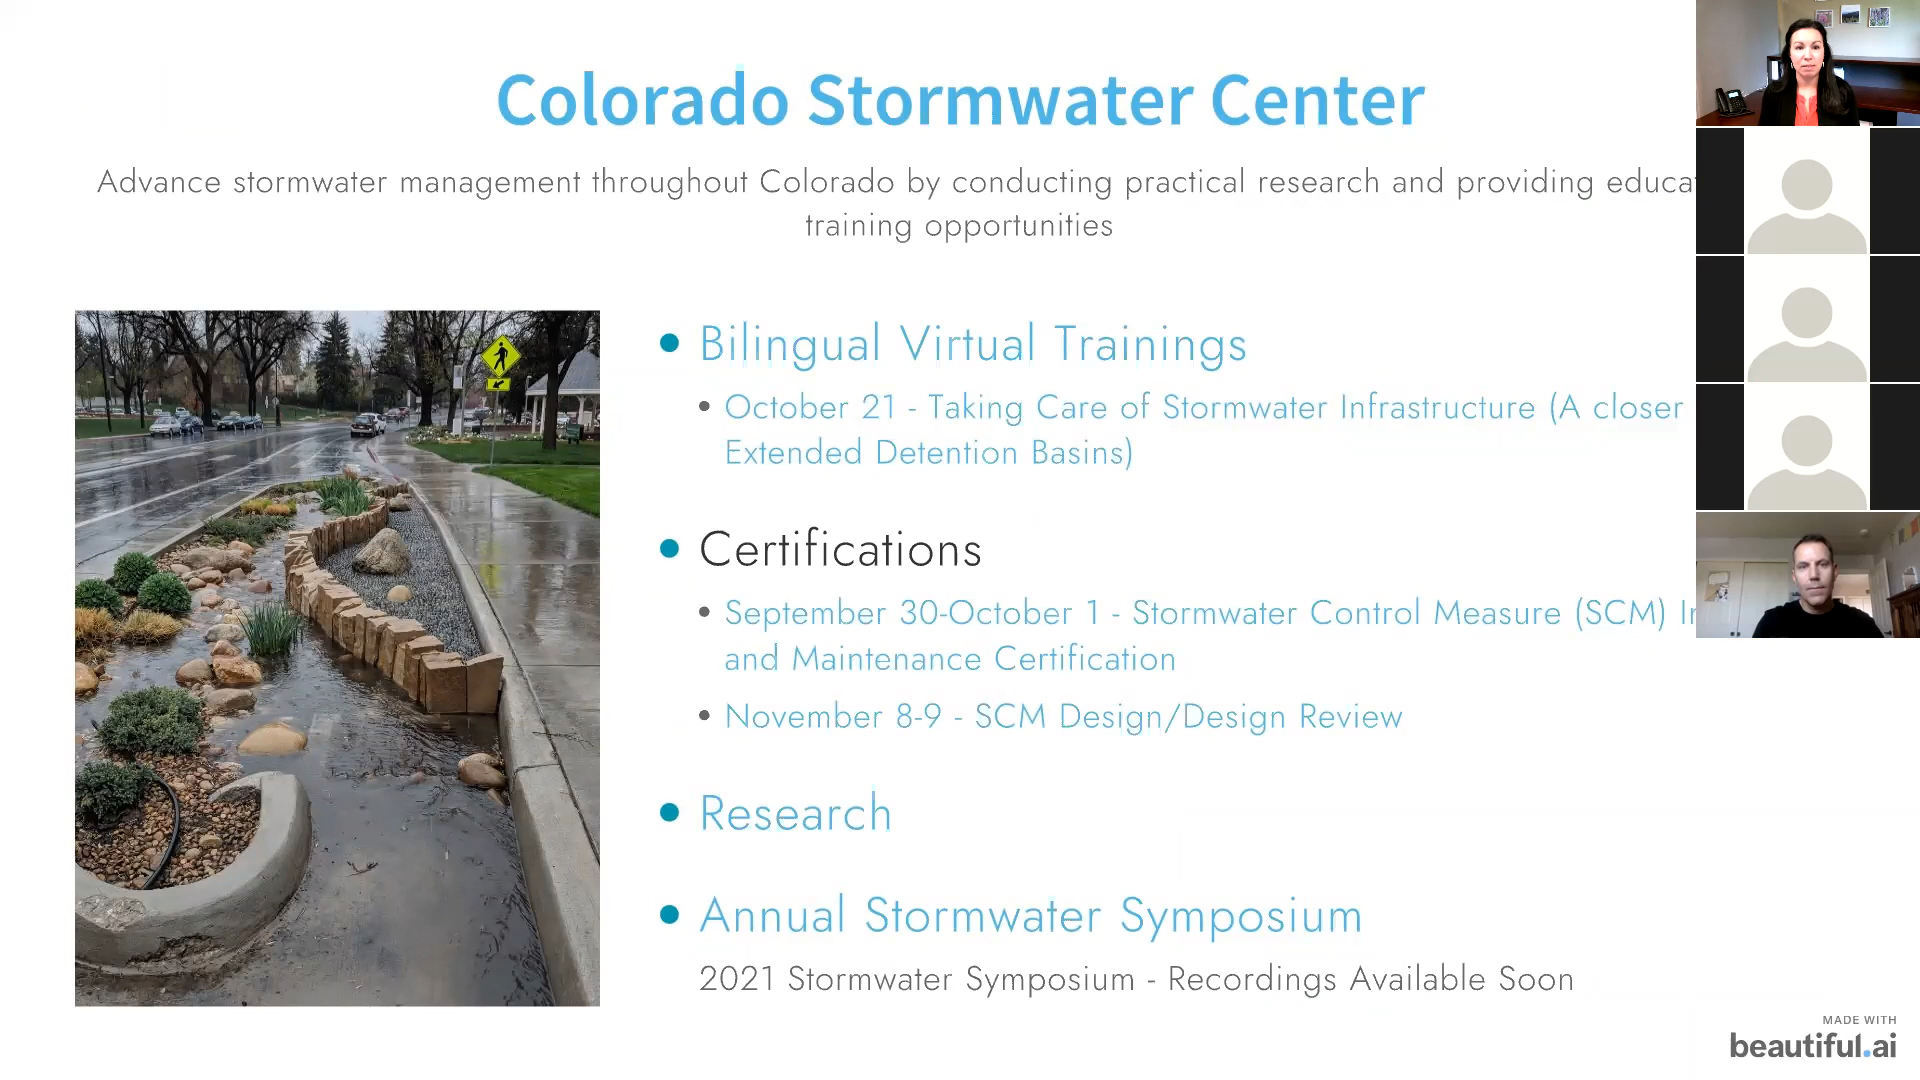 Colorado Stormwater Center
Advance stormwater management throughout Colorado by conducting practical research and providing
training opportunities
Bilingual Virtual Trainings
October 21 - Taking Care of Stormwater Infrastructure (A closer
Extended Detention Basins)
Certifications
September 30-October 1 - Stormwater Control Measure (SCM)
and Maintenance Certification
November 8-9 - SCM Design/Design Review
Research
Annual Stormwater Symposium
2021 Stormwater Symposium - Recordings Available Soon
MADE WITH
beautiful.ai